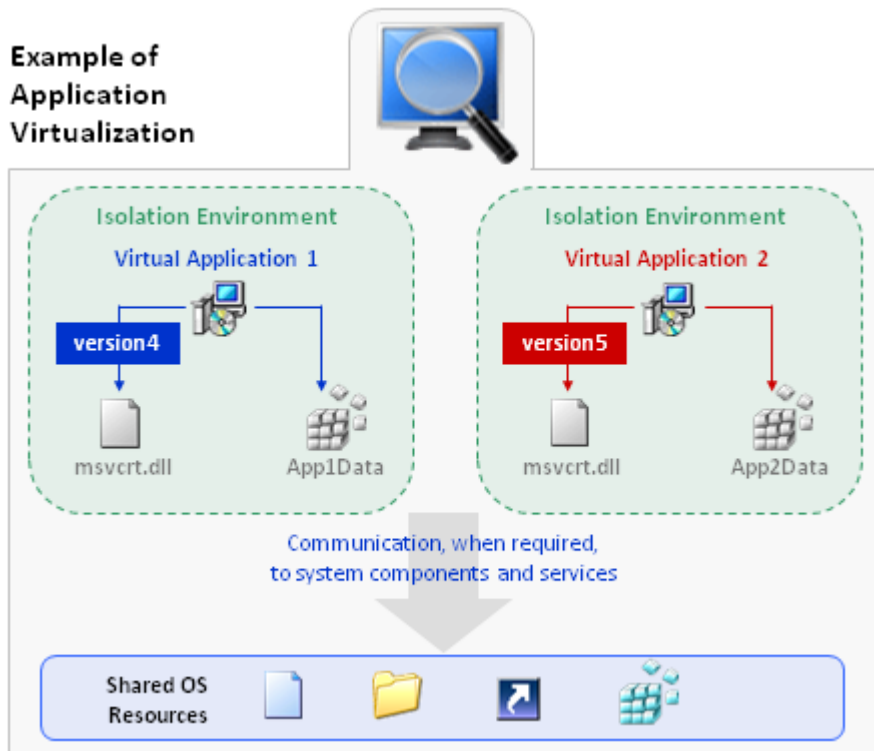 Example of
Application
Virtualization
Isolation Environment
Virtual Application 1
version4
msvcrt.dll
App1Data
Isolation Environment
Virtual Application 2
version5
msvcrt.dll
App2Data
Communication, when required,
to system components and services
Shared OS
Resources